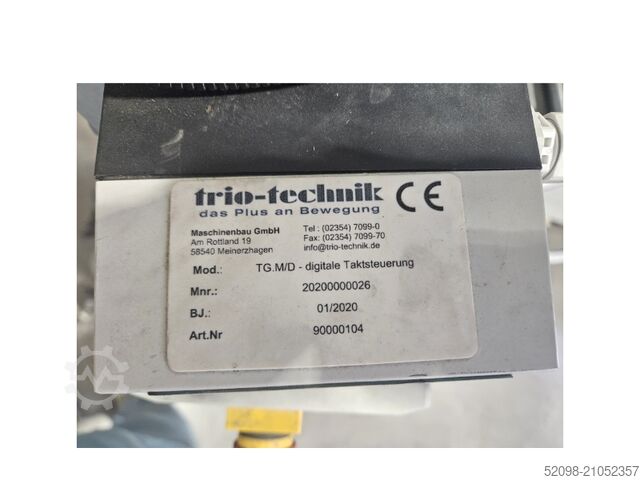 trio-technik
das Plus an Bewegung
CE
Maschinenbau GmbH
Am Rottland 19
58540 Meinerzhagen
Tel : (02354) 7099-0
Fax: (02354) 7099-70
info@trio-technik.de
Mod.: TG.M/D - digitale Taktsteuerung
Mnr.: 20200000026
BJ.: 01/2020
Art.Nr 90000104
52098-21052357